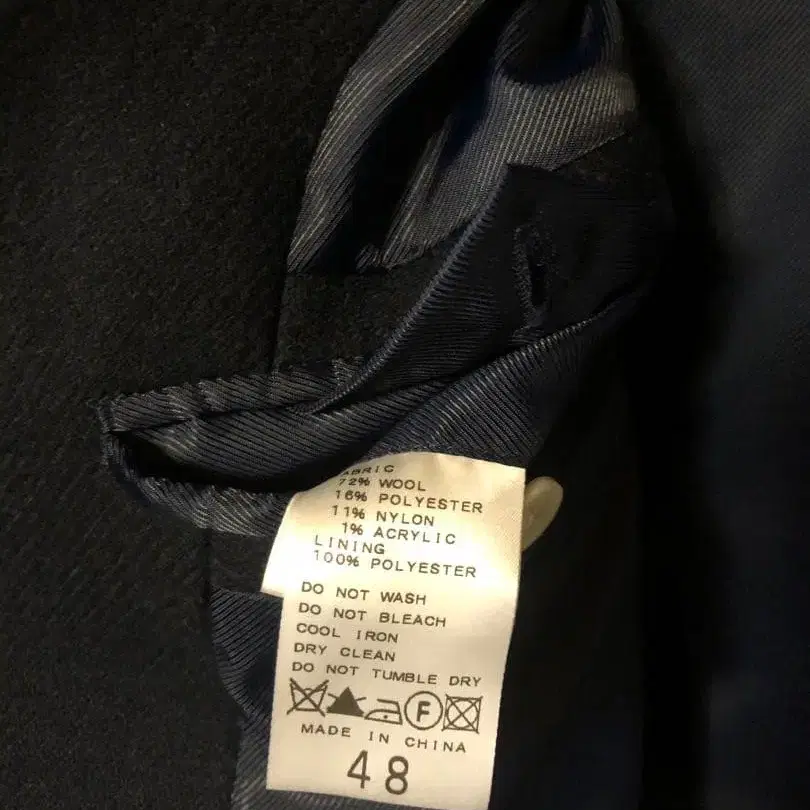 FABRIC
72% WOOL
16% POLYESTER
11% NYLON
1% ACRYLIC
LINING
100% POLYESTER
DO NOT WASH
DO NOT BLEACH
COOL IRON
DRY CLEAN
DO NOT TUMBLE DRY
F
MADE IN CHINA
48